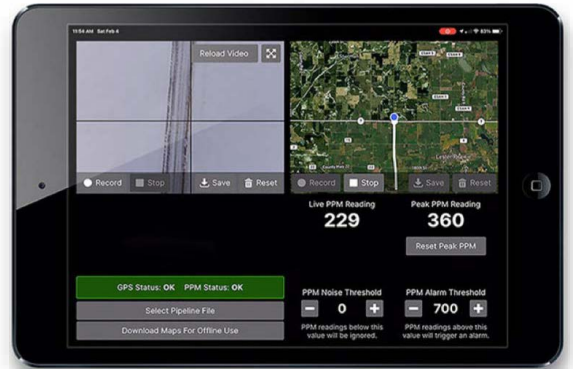 11:54 AM Sat Feb 4
83%
Reload Video
Record
Stop
Save
Reset
Record
Stop
Save
Reset
Live PPM Reading
229
Peak PPM Reading
360
Reset Peak PPM
GPS Status: OK PPM Status: OK
Select Pipeline File
Download Maps For Offline Use
PPM Noise Threshold
0
PPM readings below this
value will be ignored.
PPM Alarm Threshold
700
PPM readings above this
value will trigger an alarm.